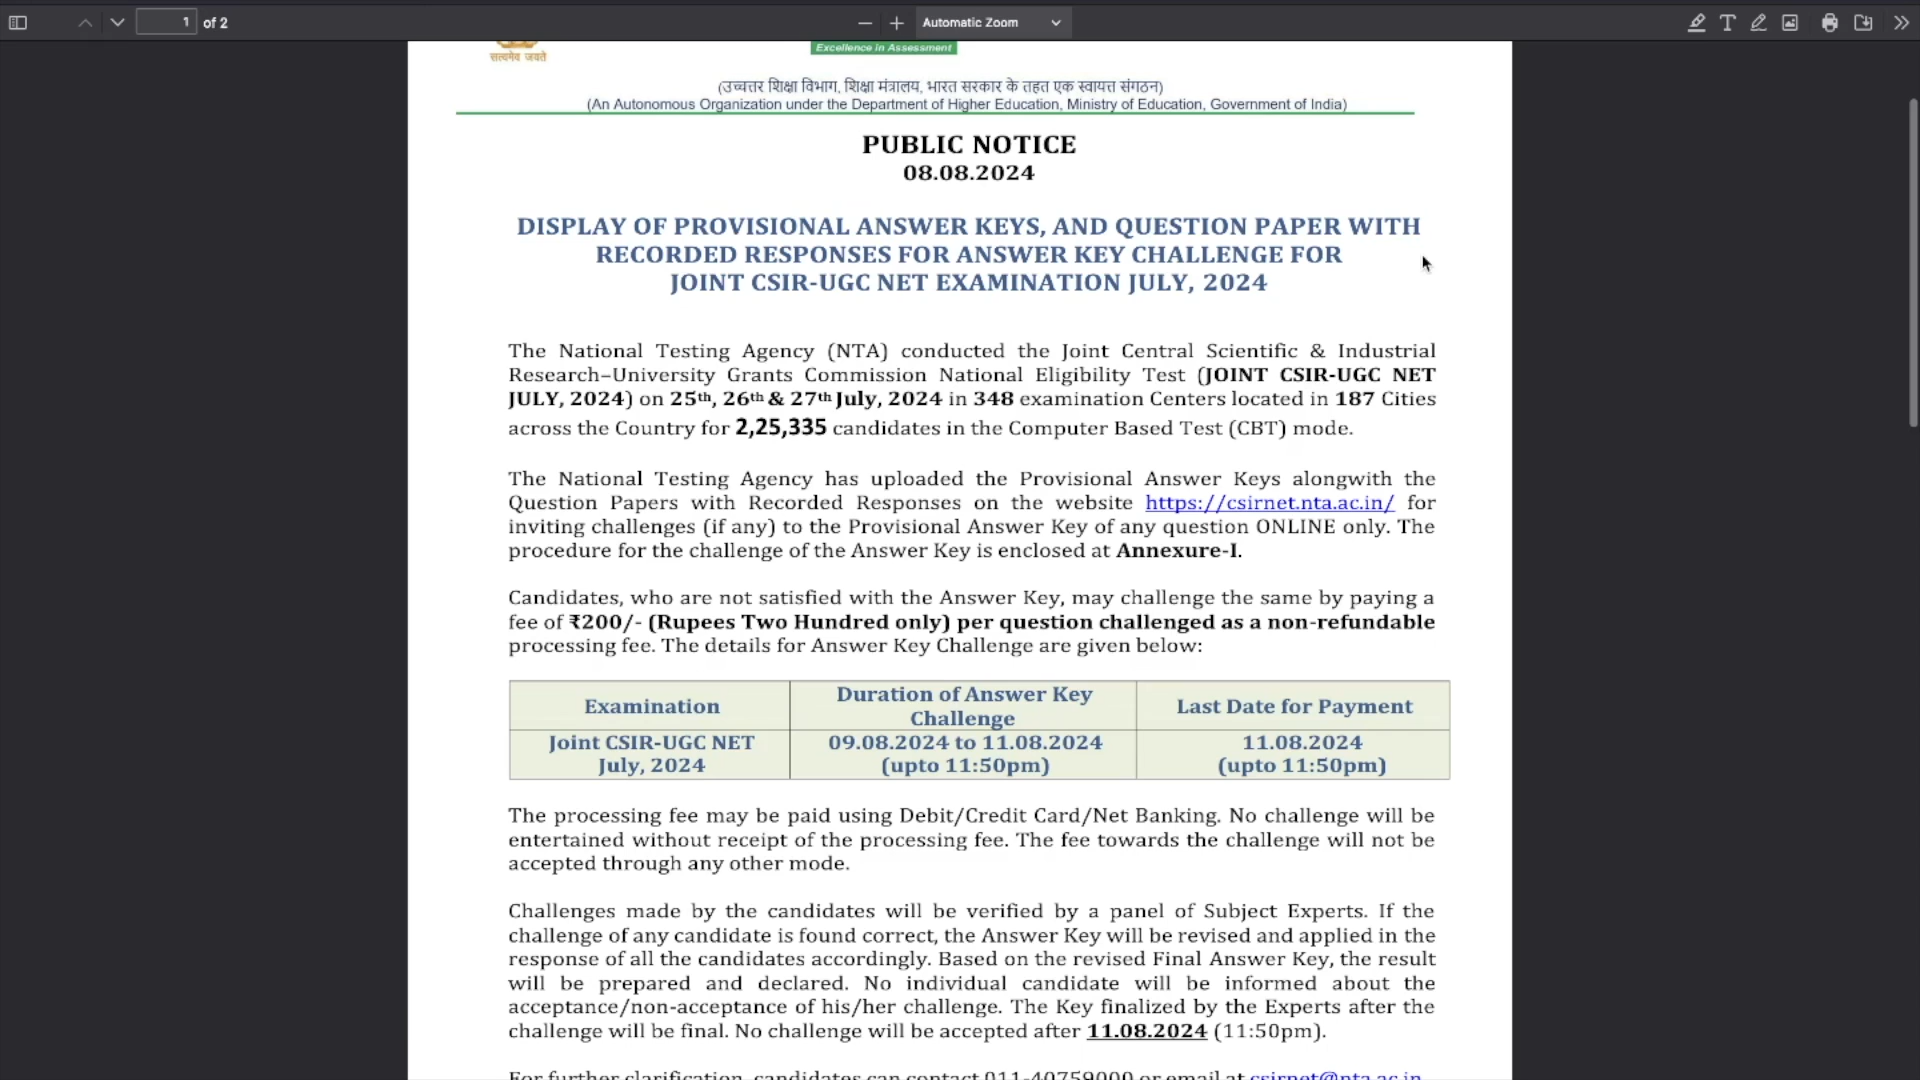 1 of 2
Automatic Zoom
सत्यमेव जयते
Excellence in Assessment
(उच्चतर शिक्षा विभाग, शिक्षा मंत्रालय, भारत सरकार के तहत एक स्वायत्त संगठन)
(An Autonomous Organization under the Department of Higher Education, Ministry of Education, Government of India)
PUBLIC NOTICE
08.08.2024
DISPLAY OF PROVISIONAL ANSWER KEYS, AND QUESTION PAPER WITH
RECORDED RESPONSES FOR ANSWER KEY CHALLENGE FOR
JOINT CSIR-UGC NET EXAMINATION JULY, 2024
The National Testing Agency (NTA) conducted the Joint Central Scientific & Industrial
Research–University Grants Commission National Eligibility Test (JOINT CSIR-UGC NET
JULY, 2024) on 25th, 26th & 27th July, 2024 in 348 examination Centers located in 187 Cities
across the Country for 2,25,335 candidates in the Computer Based Test (CBT) mode.
The National Testing Agency has uploaded the Provisional Answer Keys alongwith the
Question Papers with Recorded Responses on the website https://csirnet.nta.ac.in/ for
inviting challenges (if any) to the Provisional Answer Key of any question ONLINE only. The
procedure for the challenge of the Answer Key is enclosed at Annexure-I.
Candidates, who are not satisfied with the Answer Key, may challenge the same by paying a
fee of ₹200/- (Rupees Two Hundred only) per question challenged as a non-refundable
processing fee. The details for Answer Key Challenge are given below:
Examination
Duration of Answer Key
Challenge
Last Date for Payment
Joint CSIR-UGC NET
July, 2024
09.08.2024 to 11.08.2024
(upto 11:50pm)
11.08.2024
(upto 11:50pm)
The processing fee may be paid using Debit/Credit Card/Net Banking. No challenge will be
entertained without receipt of the processing fee. The fee towards the challenge will not be
accepted through any other mode.
Challenges made by the candidates will be verified by a panel of Subject Experts. If the
challenge of any candidate is found correct, the Answer Key will be revised and applied in the
response of all the candidates accordingly. Based on the revised Final Answer Key, the result
will be prepared and declared. No individual candidate will be informed about the
acceptance/non-acceptance of his/her challenge. The Key finalized by the Experts after the
challenge will be final. No challenge will be accepted after 11.08.2024 (11:50pm).
For further clarification, candidates can contact 011-40759000 or email at csirnet@nta.ac.in